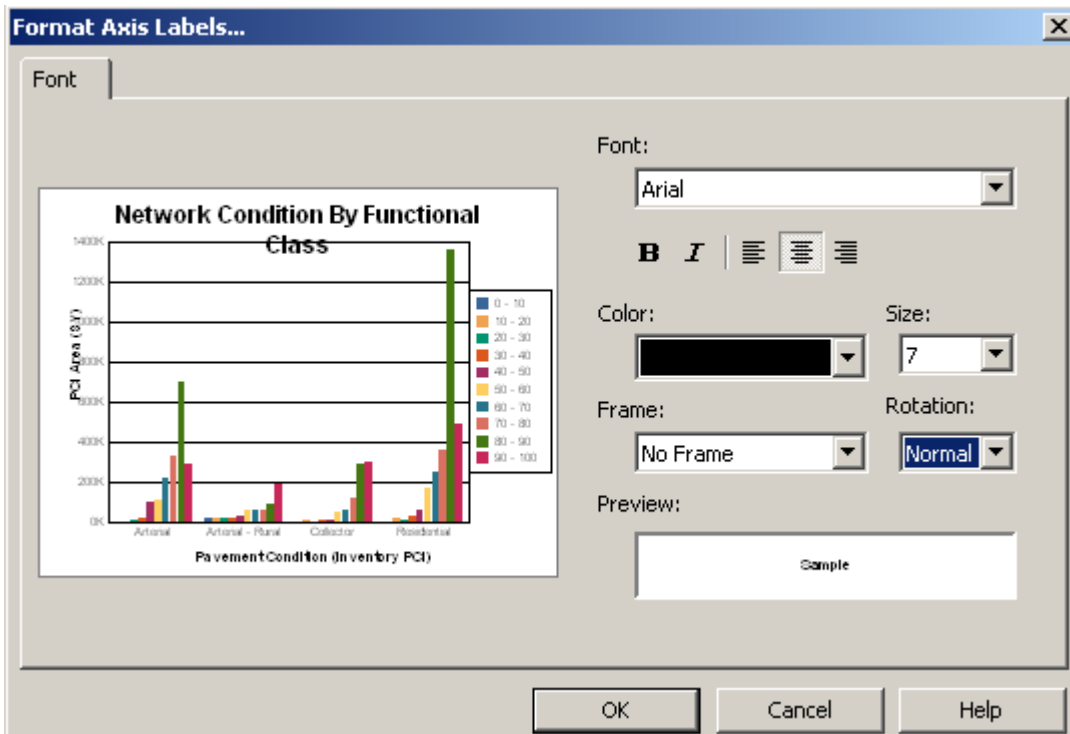 Format Axis Labels...
Font
Network Condition By Functional
Class
1400K
1200K
400K
200K
0K
PCI Area (SY)
Arterial
Arterial - Rural
Collector
Residential
Pavement Condition (Inventory PCI)
0 - 10
10 - 20
20 - 30
30 - 40
40 - 50
50 - 60
60 - 70
70 - 80
80 - 90
90 - 100
Font:
Arial
B I
Color:
Size:
7
Frame:
Rotation:
No Frame
Normal
Preview:
Sample
OK
Cancel
Help